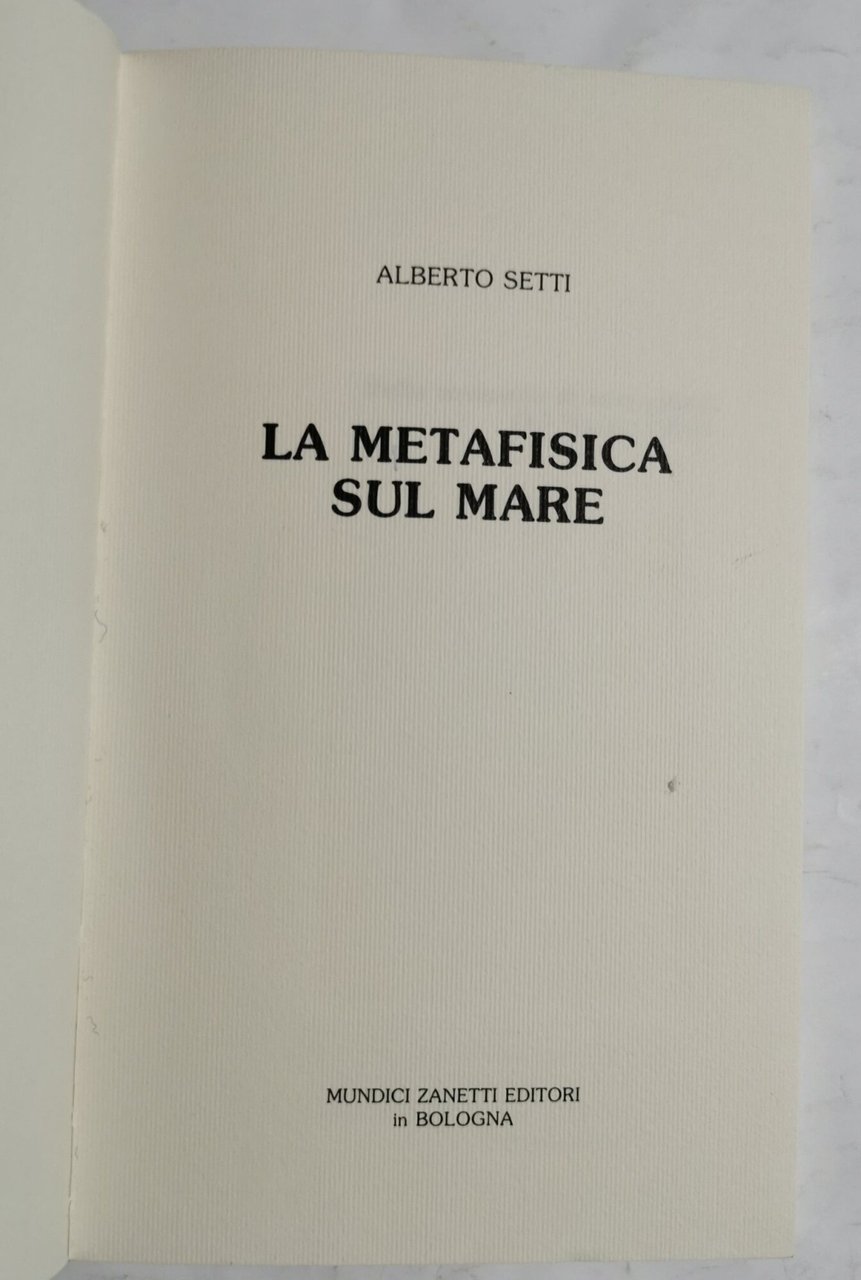 ALBERTO SETTI
LA METAFISICA
SUL MARE
MUNDICI ZANETTI EDITORI
in BOLOGNA